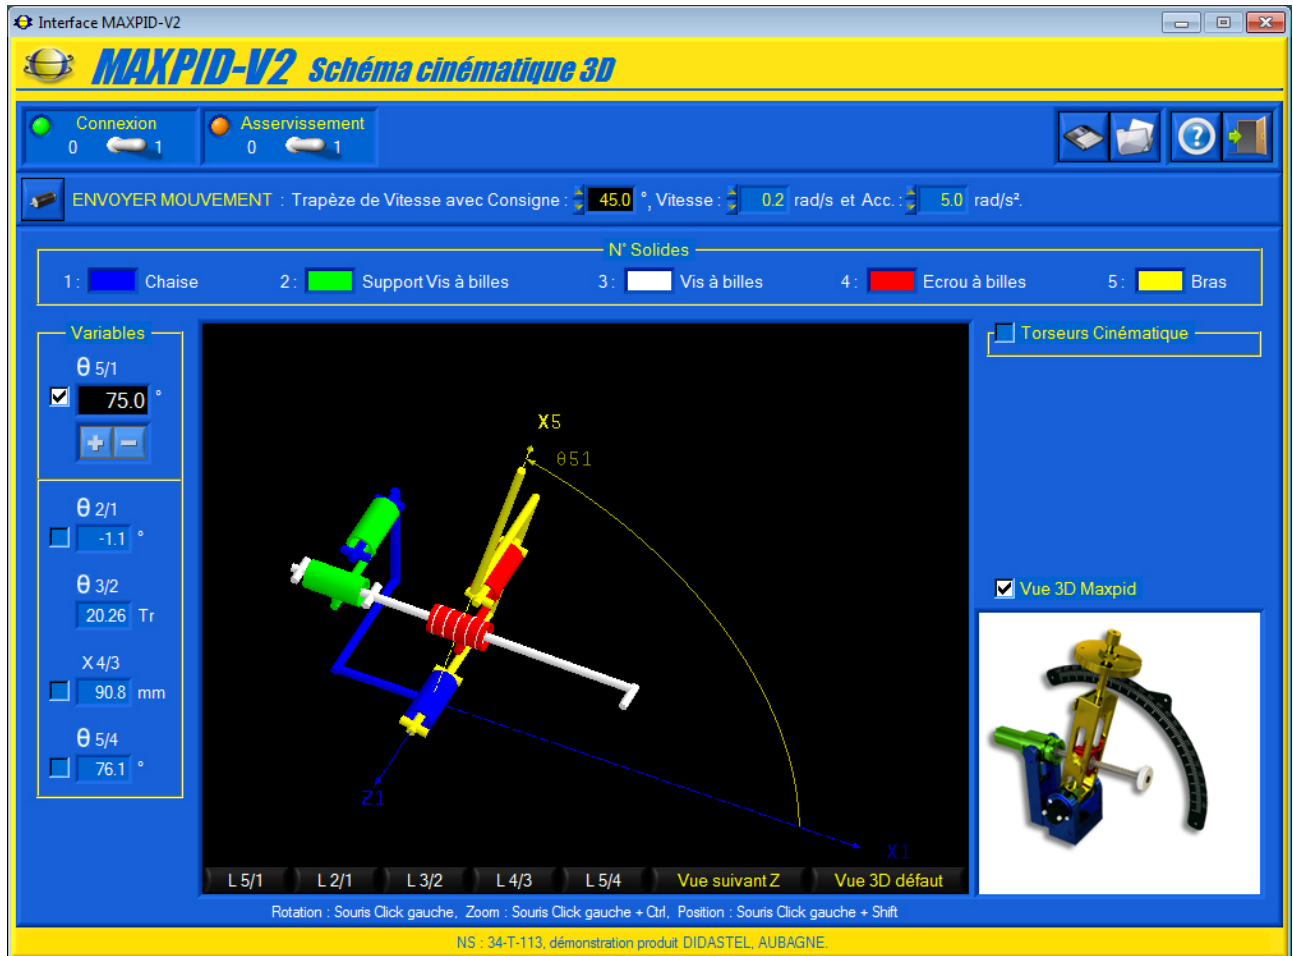 Interface MAXPID-V2
MAXPID-V2 Schéma cinématique 3D
Connexion
0 1
Asservissement
0 1
ENVOYER MOUVEMENT : Trapèze de Vitesse avec Consigne : 45.0 °, Vitesse : 0.2 rad/s et Acc. : 5.0 rad/s².
N° Solides
1 : Chaise 2 : Support Vis à billes 3 : Vis à billes 4 : Ecrou à billes 5 : Bras
Variables
θ 5/1
75.0 °
+ −
θ 2/1
-1.1 °
θ 3/2
20.26 Tr
X 4/3
90.8 mm
θ 5/4
76.1 °
X5
θ51
Z1
X1
L 5/1 L 2/1 L 3/2 L 4/3 L 5/4 Vue suivant Z Vue 3D défaut
Torseurs Cinématique
Vue 3D Maxpid
Rotation : Souris Click gauche, Zoom : Souris Click gauche + Ctrl, Position : Souris Click gauche + Shift
NS : 34-T-113, démonstration produit DIDASTEL, AUBAGNE.